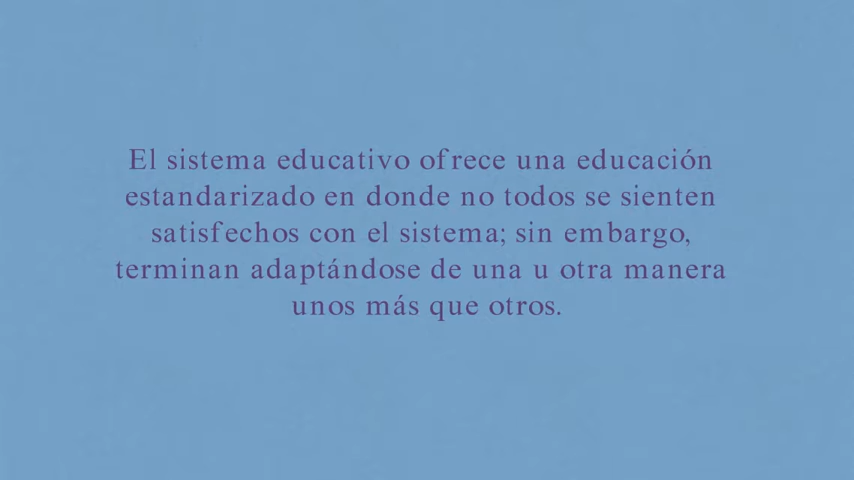 El sistema educativo ofrece una educación
estandarizado en donde no todos se sienten
satisfechos con el sistema; sin embargo,
terminan adaptándose de una u otra manera
unos más que otros.